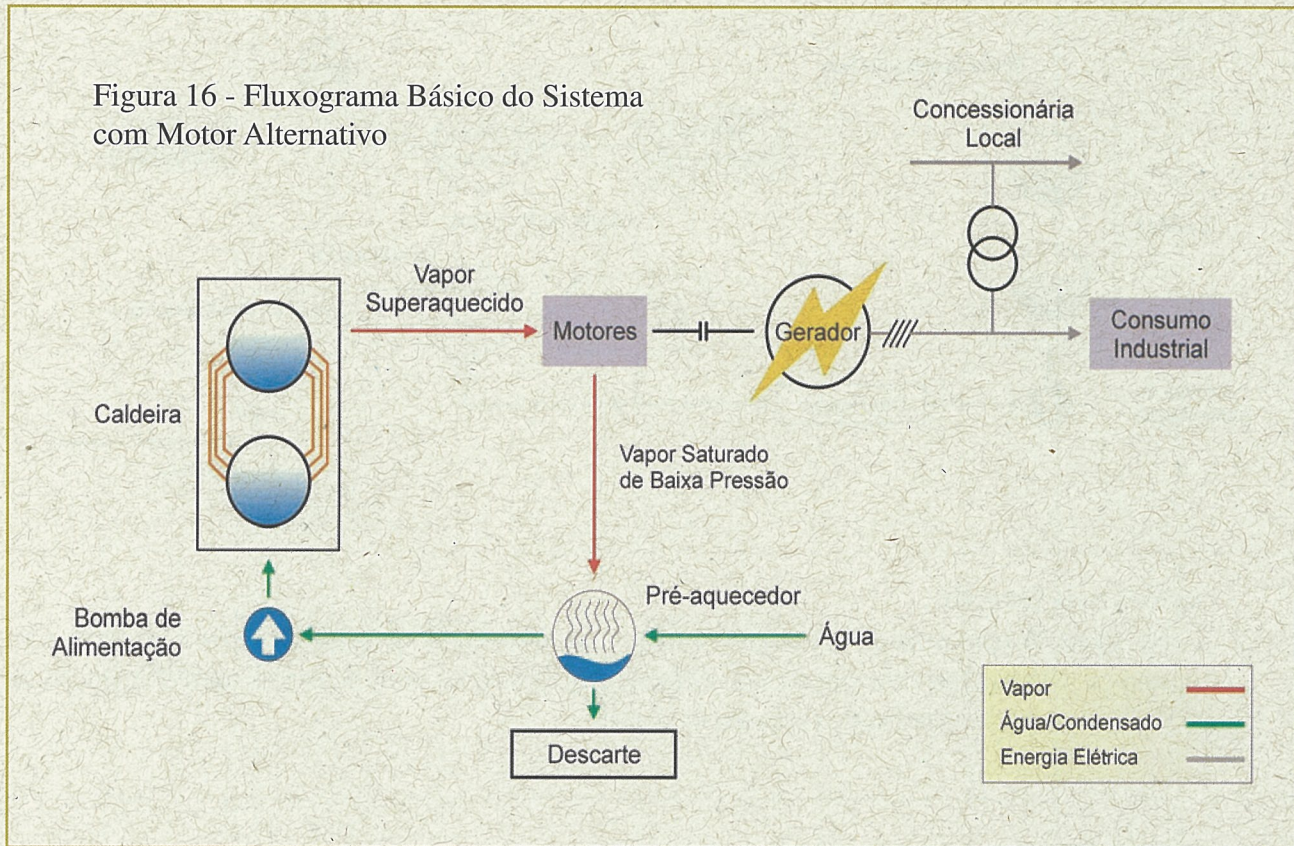 Figura 16 - Fluxograma Básico do Sistema
com Motor Alternativo
Concessionária
Local
Vapor
Superaquecido
Motores
Gerador
Consumo
Industrial
Caldeira
Vapor Saturado
de Baixa Pressão
Pré-aquecedor
Bomba de
Alimentação
Água
Descarte
Vapor
Água/Condensado
Energia Elétrica